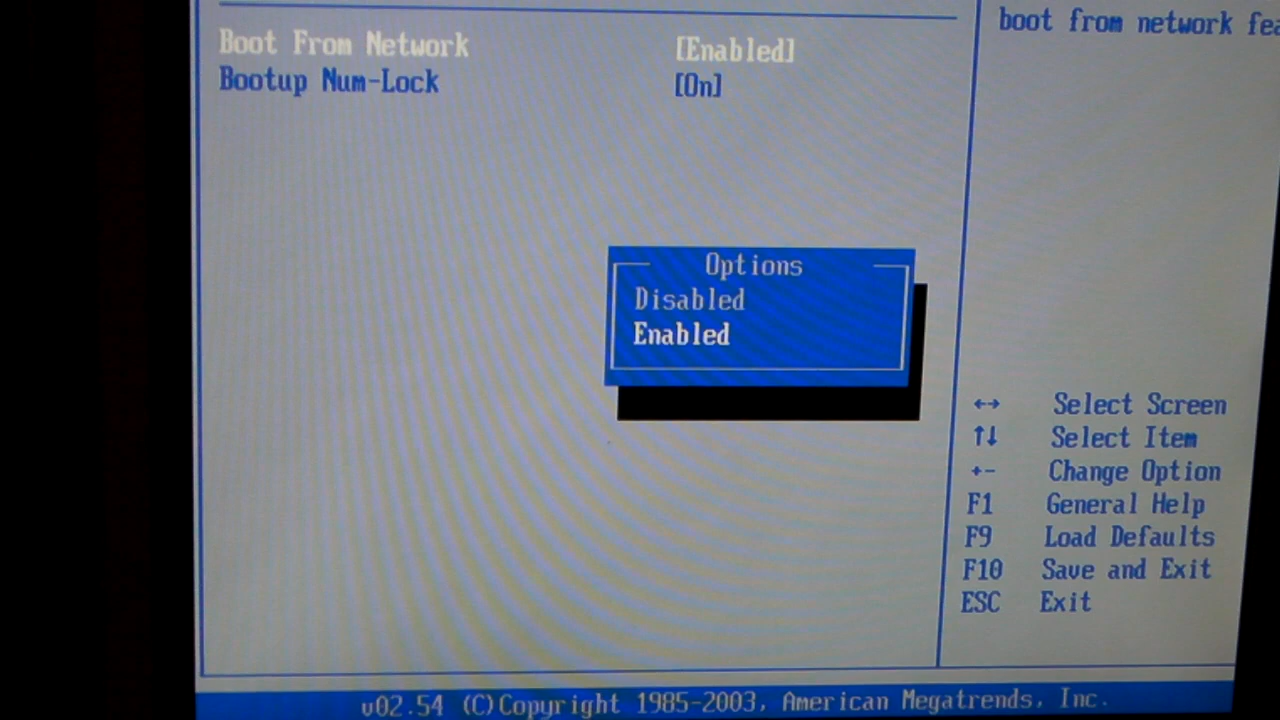 boot from network
Boot From Network [Enabled]
Bootup Num-Lock [On]
Options
Disabled
Enabled
←→ Select Screen
↑↓ Select Item
+- Change Option
F1 General Help
F9 Load Defaults
F10 Save and Exit
ESC Exit
v02.54 (C)Copyright 1985-2003, American Megatrends, Inc.